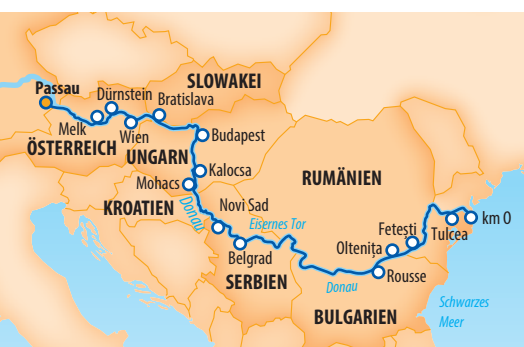 SLOWAKEI
Passau
Dürnstein
Bratislava
Melk
Wien
ÖSTERREICH
UNGARN
Budapest
Kalocsa
Mohacs
RUMÄNIEN
KROATIEN
Donau
Novi Sad
Eisernes Tor
Fetești
km 0
Tulcea
Oltenița
Belgrad
SERBIEN
Rousse
Donau
BULGARIEN
Schwarzes
Meer